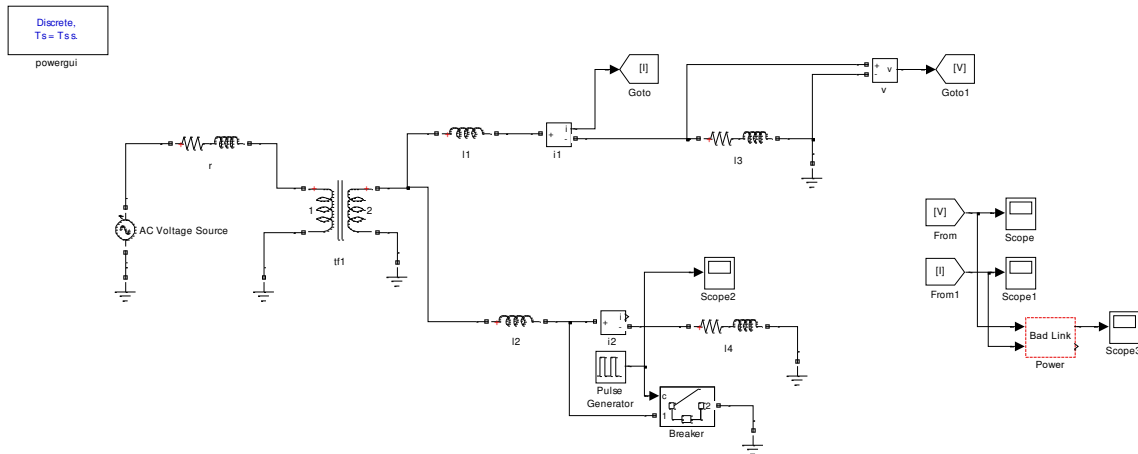 Discrete,
Ts = Tss.
powergui
[I]
Goto
+
-
v
v
[V]
Goto1
l1
+
i
-
i1
l3
r
1
2
tf1
AC Voltage Source
[V]
From
Scope
[I]
From1
Scope1
Bad Link
Power
Scope3
Scope2
l2
+
i
-
i2
l4
Pulse
Generator
c
1
2
Breaker